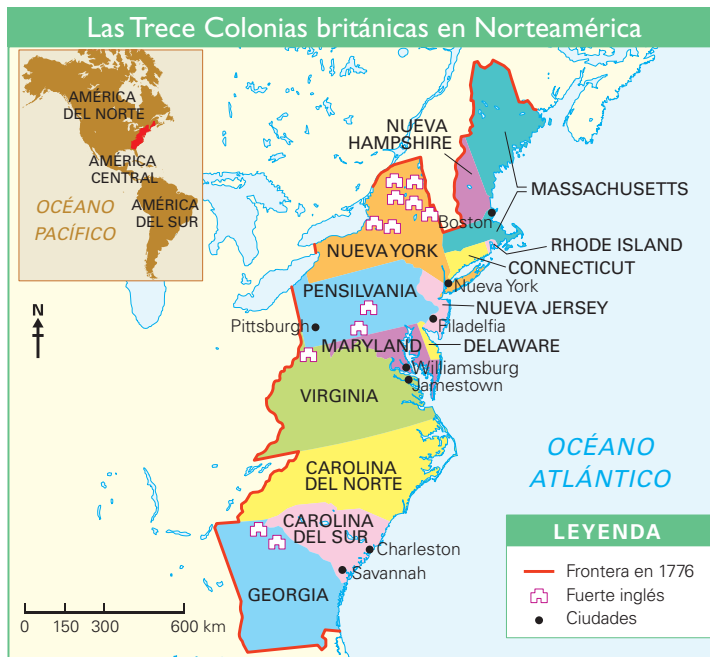 Las Trece Colonias británicas en Norteamérica
AMÉRICA
DEL NORTE
AMÉRICA
CENTRAL
OCÉANO
PACÍFICO
AMÉRICA
DEL SUR
NUEVA
HAMPSHIRE
MASSACHUSETTS
Boston
RHODE ISLAND
CONNECTICUT
NUEVA YORK
Nueva York
PENSILVANIA
NUEVA JERSEY
Pittsburgh
Filadelfia
MARYLAND
DELAWARE
Williamsburg
Jamestown
VIRGINIA
N
OCÉANO
ATLÁNTICO
CAROLINA
DEL NORTE
CAROLINA
DEL SUR
Charleston
Savannah
GEORGIA
0 150 300 600 km
LEYENDA
Frontera en 1776
Fuerte inglés
Ciudades